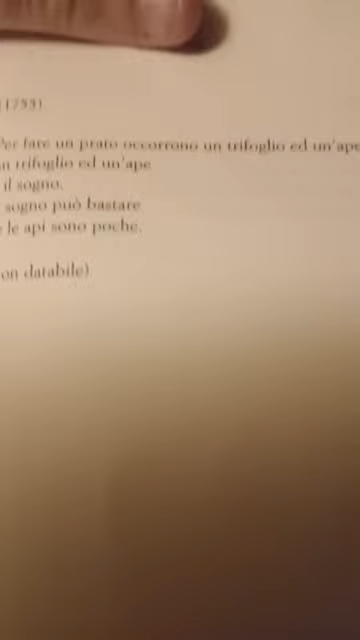 (1755)
Per fare un prato occorrono un trifoglio ed un'ape
un trifoglio ed un'ape
il sogno.
sogno può bastare
le api sono poche.
on databile)